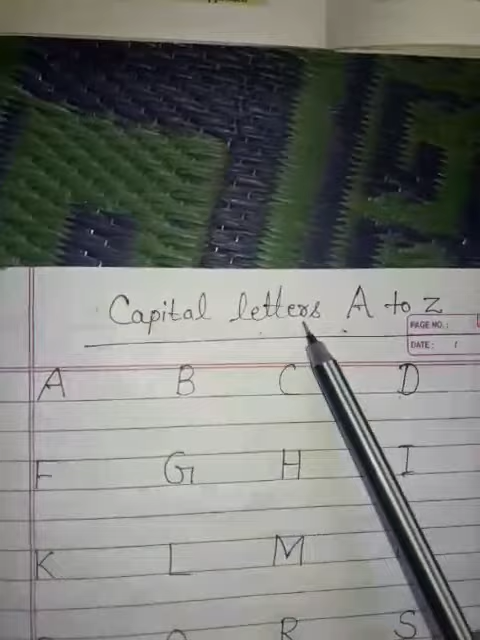 Capital letters A to Z
PAGE NO.:
DATE: /
A B C D
F G H I
K L M
R S